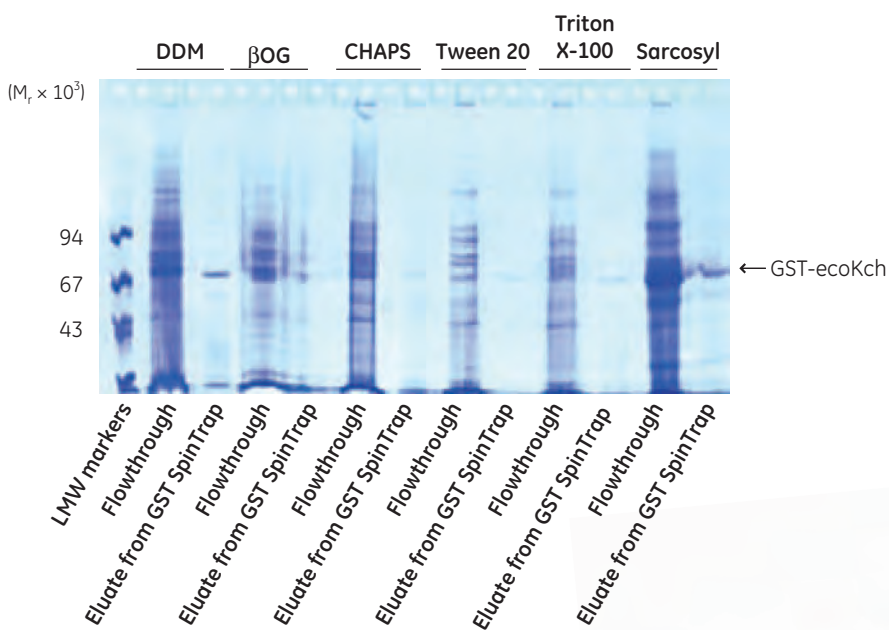 DDM βOG CHAPS Tween 20 Triton X-100 Sarcosyl
(Mr × 10³)
94
67
43
← GST-ecoKch
LMW markers
Flowthrough
Eluate from GST SpinTrap
Flowthrough
Eluate from GST SpinTrap
Flowthrough
Eluate from GST SpinTrap
Flowthrough
Eluate from GST SpinTrap
Flowthrough
Eluate from GST SpinTrap
Flowthrough
Eluate from GST SpinTrap